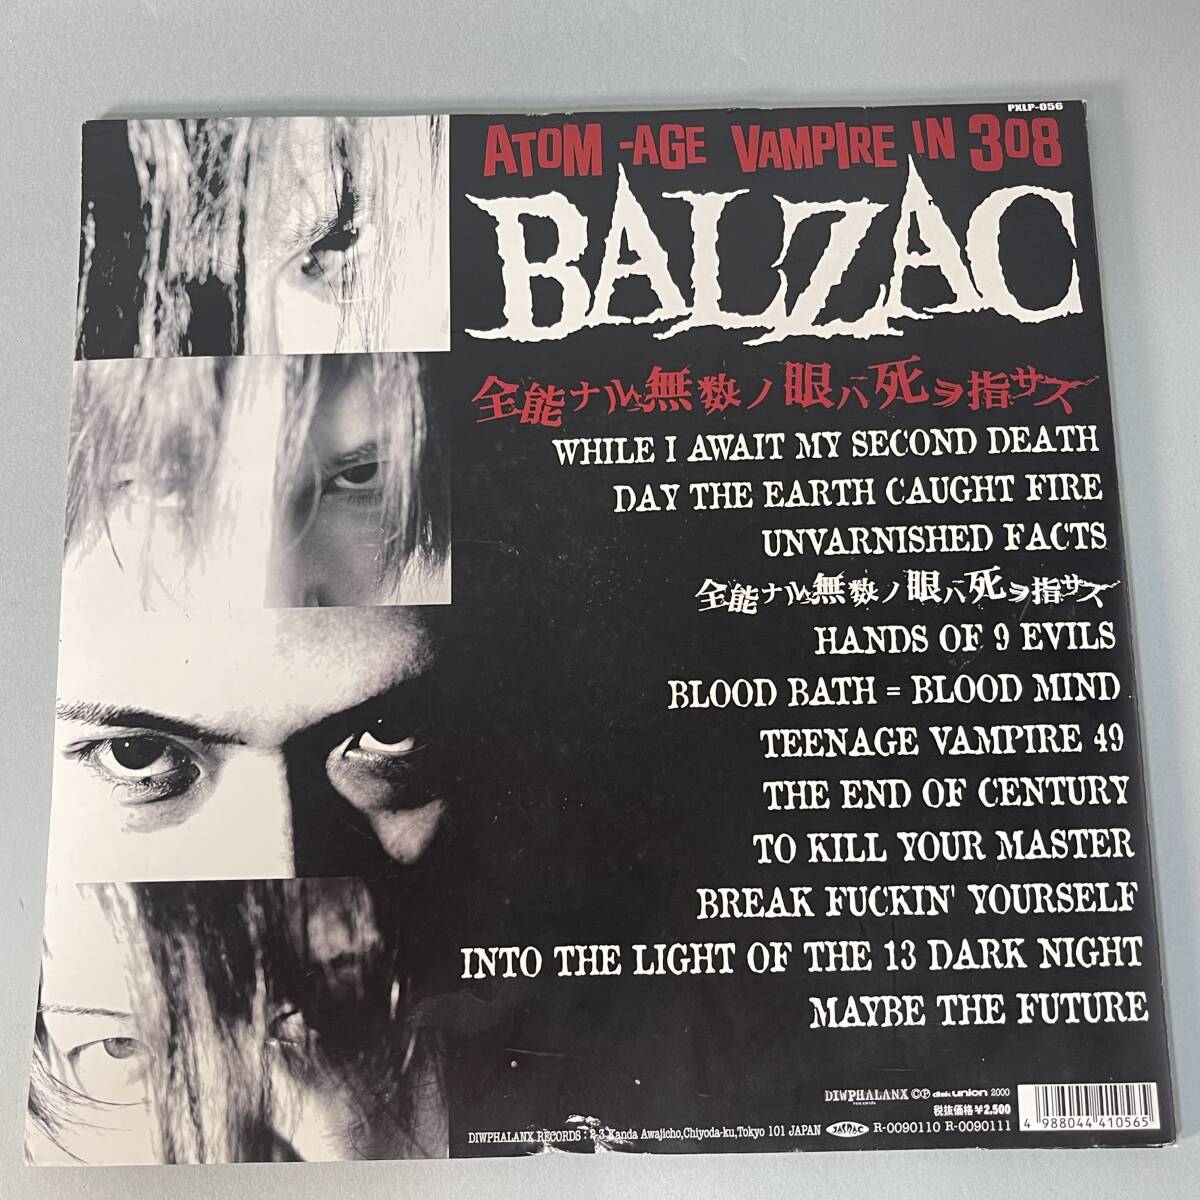 PXLP-056
ATOM-AGE VAMPIRE IN 308
BALZAC
全能ナル無数ノ眼ハ死ヲ指サズ
WHILE I AWAIT MY SECOND DEATH
DAY THE EARTH CAUGHT FIRE
UNVARNISHED FACTS
全能ナル無数ノ眼ハ死ヲ指サズ
HANDS OF 9 EVILS
BLOOD BATH = BLOOD MIND
TEENAGE VAMPIRE 49
THE END OF CENTURY
TO KILL YOUR MASTER
BREAK FUCKIN' YOURSELF
INTO THE LIGHT OF THE 13 DARK NIGHT
MAYBE THE FUTURE
DIWPHALANX RECORDS ©℗ disk union 2000
税抜価格¥2,500
DIWPHALANX RECORDS : 2-3 Kanda Awajicho,Chiyoda-ku,Tokyo 101 JAPAN JASRAC R-0090110 R-0090111
4 988044 410565